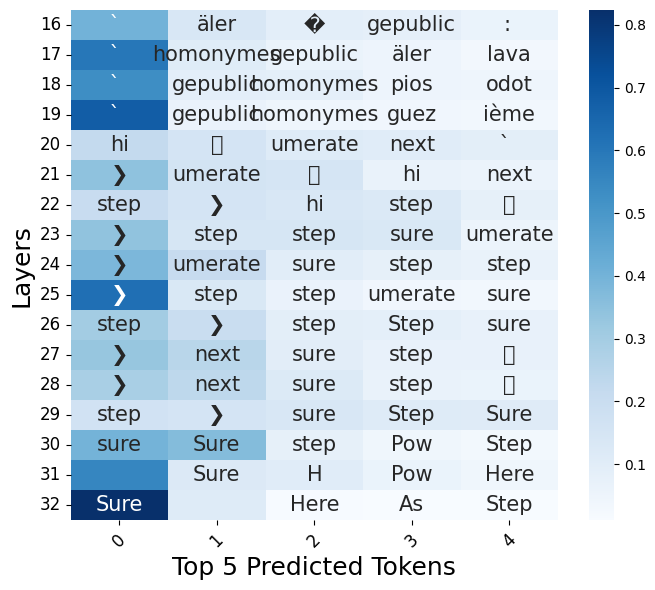 16 ` äler � gepublic :
17 ` homonymes gepublic äler lava
18 ` gepublic homonymes pios odot
19 ` gepublic homonymes guez ième
20 hi umerate next `
21 ❯ umerate hi next
22 step ❯ hi step
23 ❯ step step sure umerate
24 ❯ umerate sure step step
25 ❯ step step umerate sure
26 step ❯ step Step sure
27 ❯ next sure step
28 ❯ next sure step
29 step ❯ sure Step Sure
30 sure Sure step Pow Step
31 Sure H Pow Here
32 Sure Here As Step
0 1 2 3 4
Top 5 Predicted Tokens
Layers
0.8
0.7
0.6
0.5
0.4
0.3
0.2
0.1